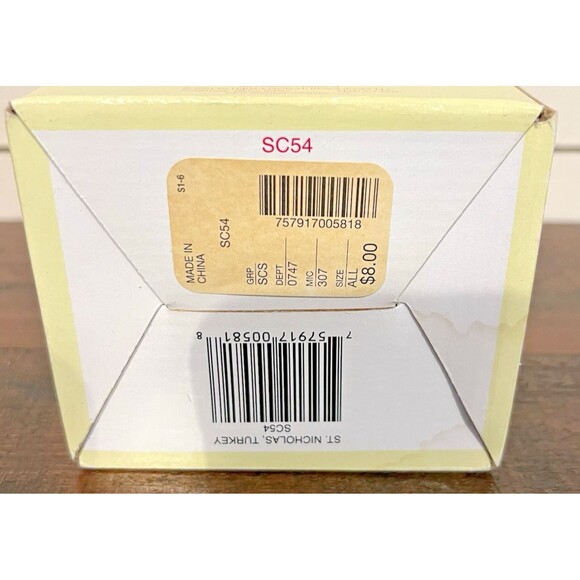 SC54
S1-6
MADE IN
CHINA
SC54
757917005818
GRP
SCS
DEPT
0747
MIC
307
SIZE
ALL
$8.00
7 57917 00581 8
SC54
ST. NICHOLAS, TURKEY